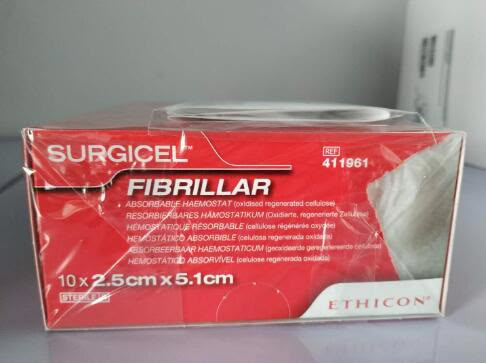 SURGICEL™
REF
411961
FIBRILLAR
ABSORBABLE HAEMOSTAT (oxidised regenerated cellulose)
RESORBIERBARES HÄMOSTATIKUM (Oxidierte, regenerierte Zellulose)
HÉMOSTATIQUE RÉSORBABLE (cellulose régénérée oxydée)
HEMOSTÁTICO ABSORBIBLE (celulosa regenerada oxidada)
ABSORBEERBAAR HAEMOSTATICUM (geoxideerde geregenereerde cellulose)
HEMOSTÁTICO ABSORVÍVEL (celulose regenerada oxidada)
10 x 2.5cm x 5.1cm
STERILE R
ETHICON